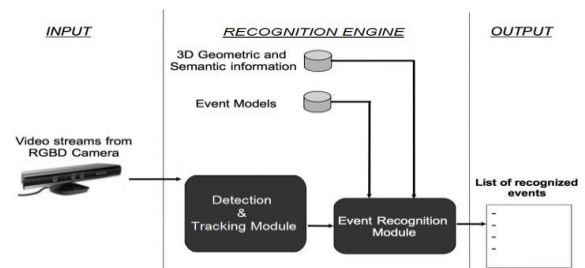 INPUT
RECOGNITION ENGINE
OUTPUT
3D Geometric and
Semantic information
Event Models
Video streams from
RGBD Camera
Detection
&
Tracking Module
Event Recognition
Module
List of recognized
events
-
-
-
-